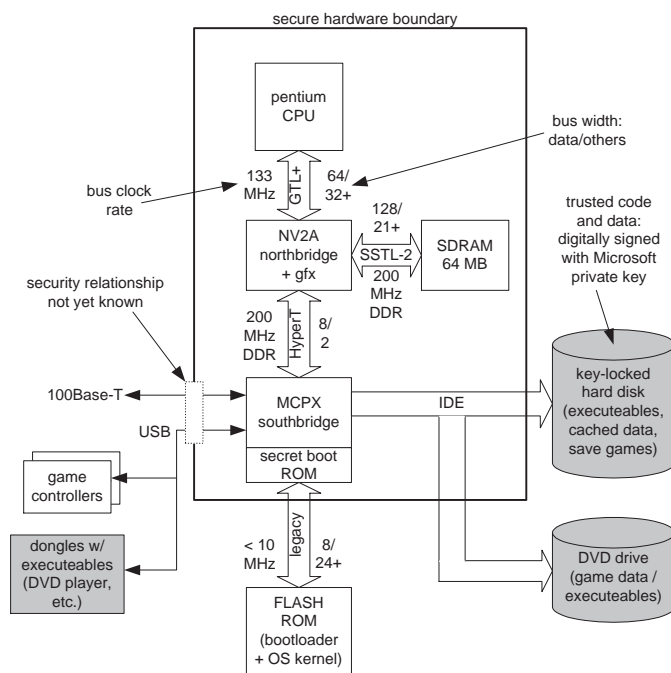 secure hardware boundary
pentium
CPU
bus width:
data/others
133
MHz
GTL+
64/
32+
bus clock
rate
NV2A
northbridge
+ gfx
128/
21+
SSTL-2
200
MHz
DDR
SDRAM
64 MB
trusted code
and data:
digitally signed
with Microsoft
private key
security relationship
not yet known
200
MHz
DDR
HyperT
8/
2
100Base-T
USB
MCPX
southbridge
secret boot
ROM
IDE
key-locked
hard disk
(executeables,
cached data,
save games)
game
controllers
dongles w/
executeables
(DVD player,
etc.)
< 10
MHz
legacy
8/
24+
DVD drive
(game data /
executeables)
FLASH
ROM
(bootloader
+ OS kernel)